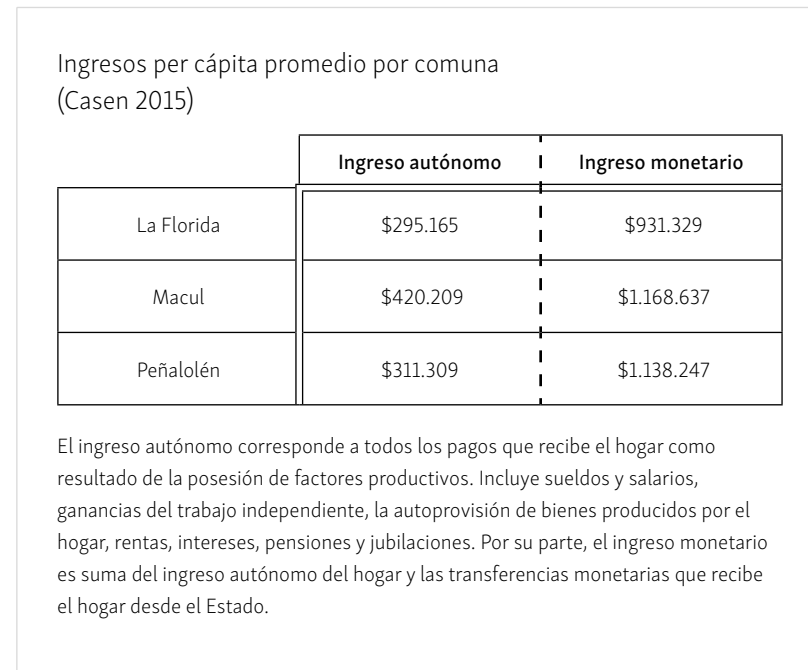 Ingresos per cápita promedio por comuna
(Casen 2015)
Ingreso autónomo Ingreso monetario
La Florida $295.165 $931.329
Macul $420.209 $1.168.637
Peñalolén $311.309 $1.138.247
El ingreso autónomo corresponde a todos los pagos que recibe el hogar como
resultado de la posesión de factores productivos. Incluye sueldos y salarios,
ganancias del trabajo independiente, la autoprovisión de bienes producidos por el
hogar, rentas, intereses, pensiones y jubilaciones. Por su parte, el ingreso monetario
es suma del ingreso autónomo del hogar y las transferencias monetarias que recibe
el hogar desde el Estado.